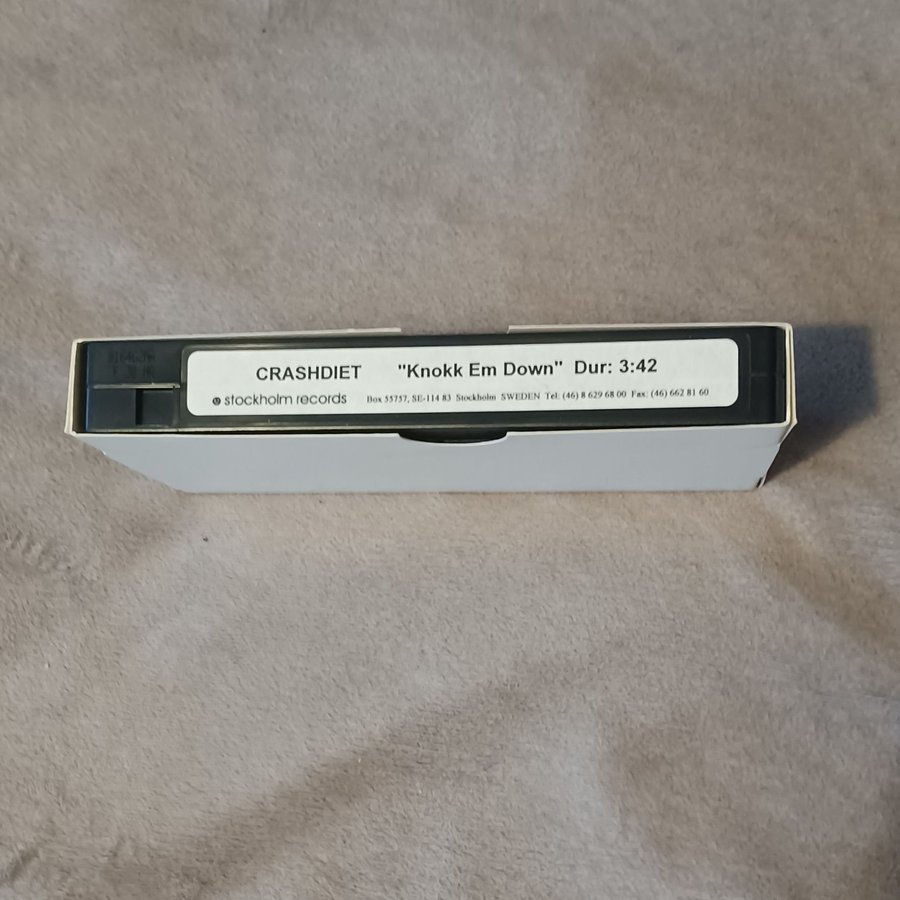 CRASHDIET "Knokk Em Down" Dur: 3:42
stockholm records Box 55757, SE-114 83 Stockholm SWEDEN Tel: (46) 8 629 68 00 Fax: (46) 662 81 60